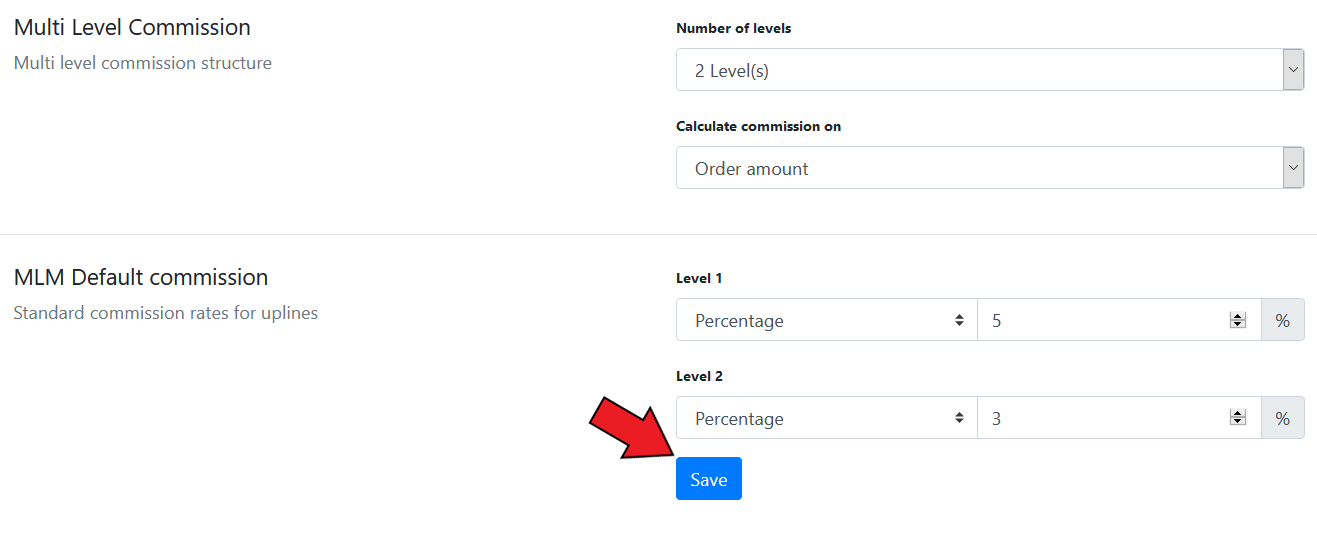 Multi Level Commission
Multi level commission structure
Number of levels
2 Level(s)
Calculate commission on
Order amount
MLM Default commission
Standard commission rates for uplines
Level 1
Percentage 5 %
Level 2
Percentage 3 %
Save